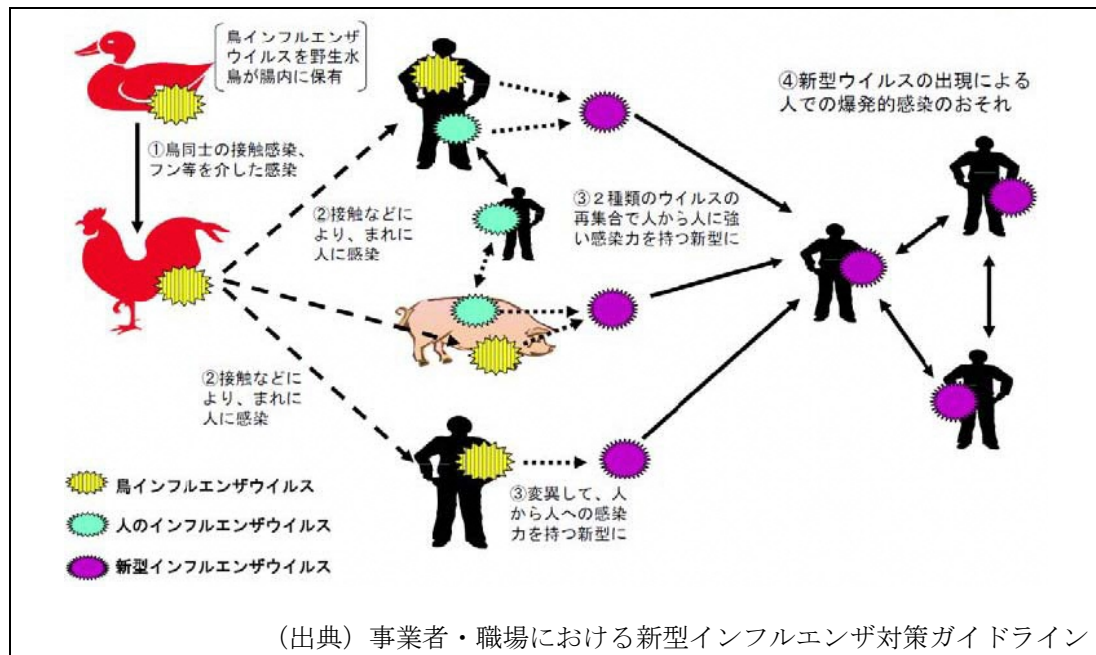 鳥インフルエンザ
ウイルスを野生水
鳥が腸内に保有
①鳥同士の接触感染、
フン等を介した感染
②接触などに
より、まれに
人に感染
③２種類のウイルスの
再集合で人から人に強
い感染力を持つ新型に
④新型ウイルスの出現による
人での爆発的感染のおそれ
②接触などに
より、まれに
人に感染
③変異して、人
から人への感染
力を持つ新型に
鳥インフルエンザウイルス
人のインフルエンザウイルス
新型インフルエンザウイルス
（出典）事業者・職場における新型インフルエンザ対策ガイドライン